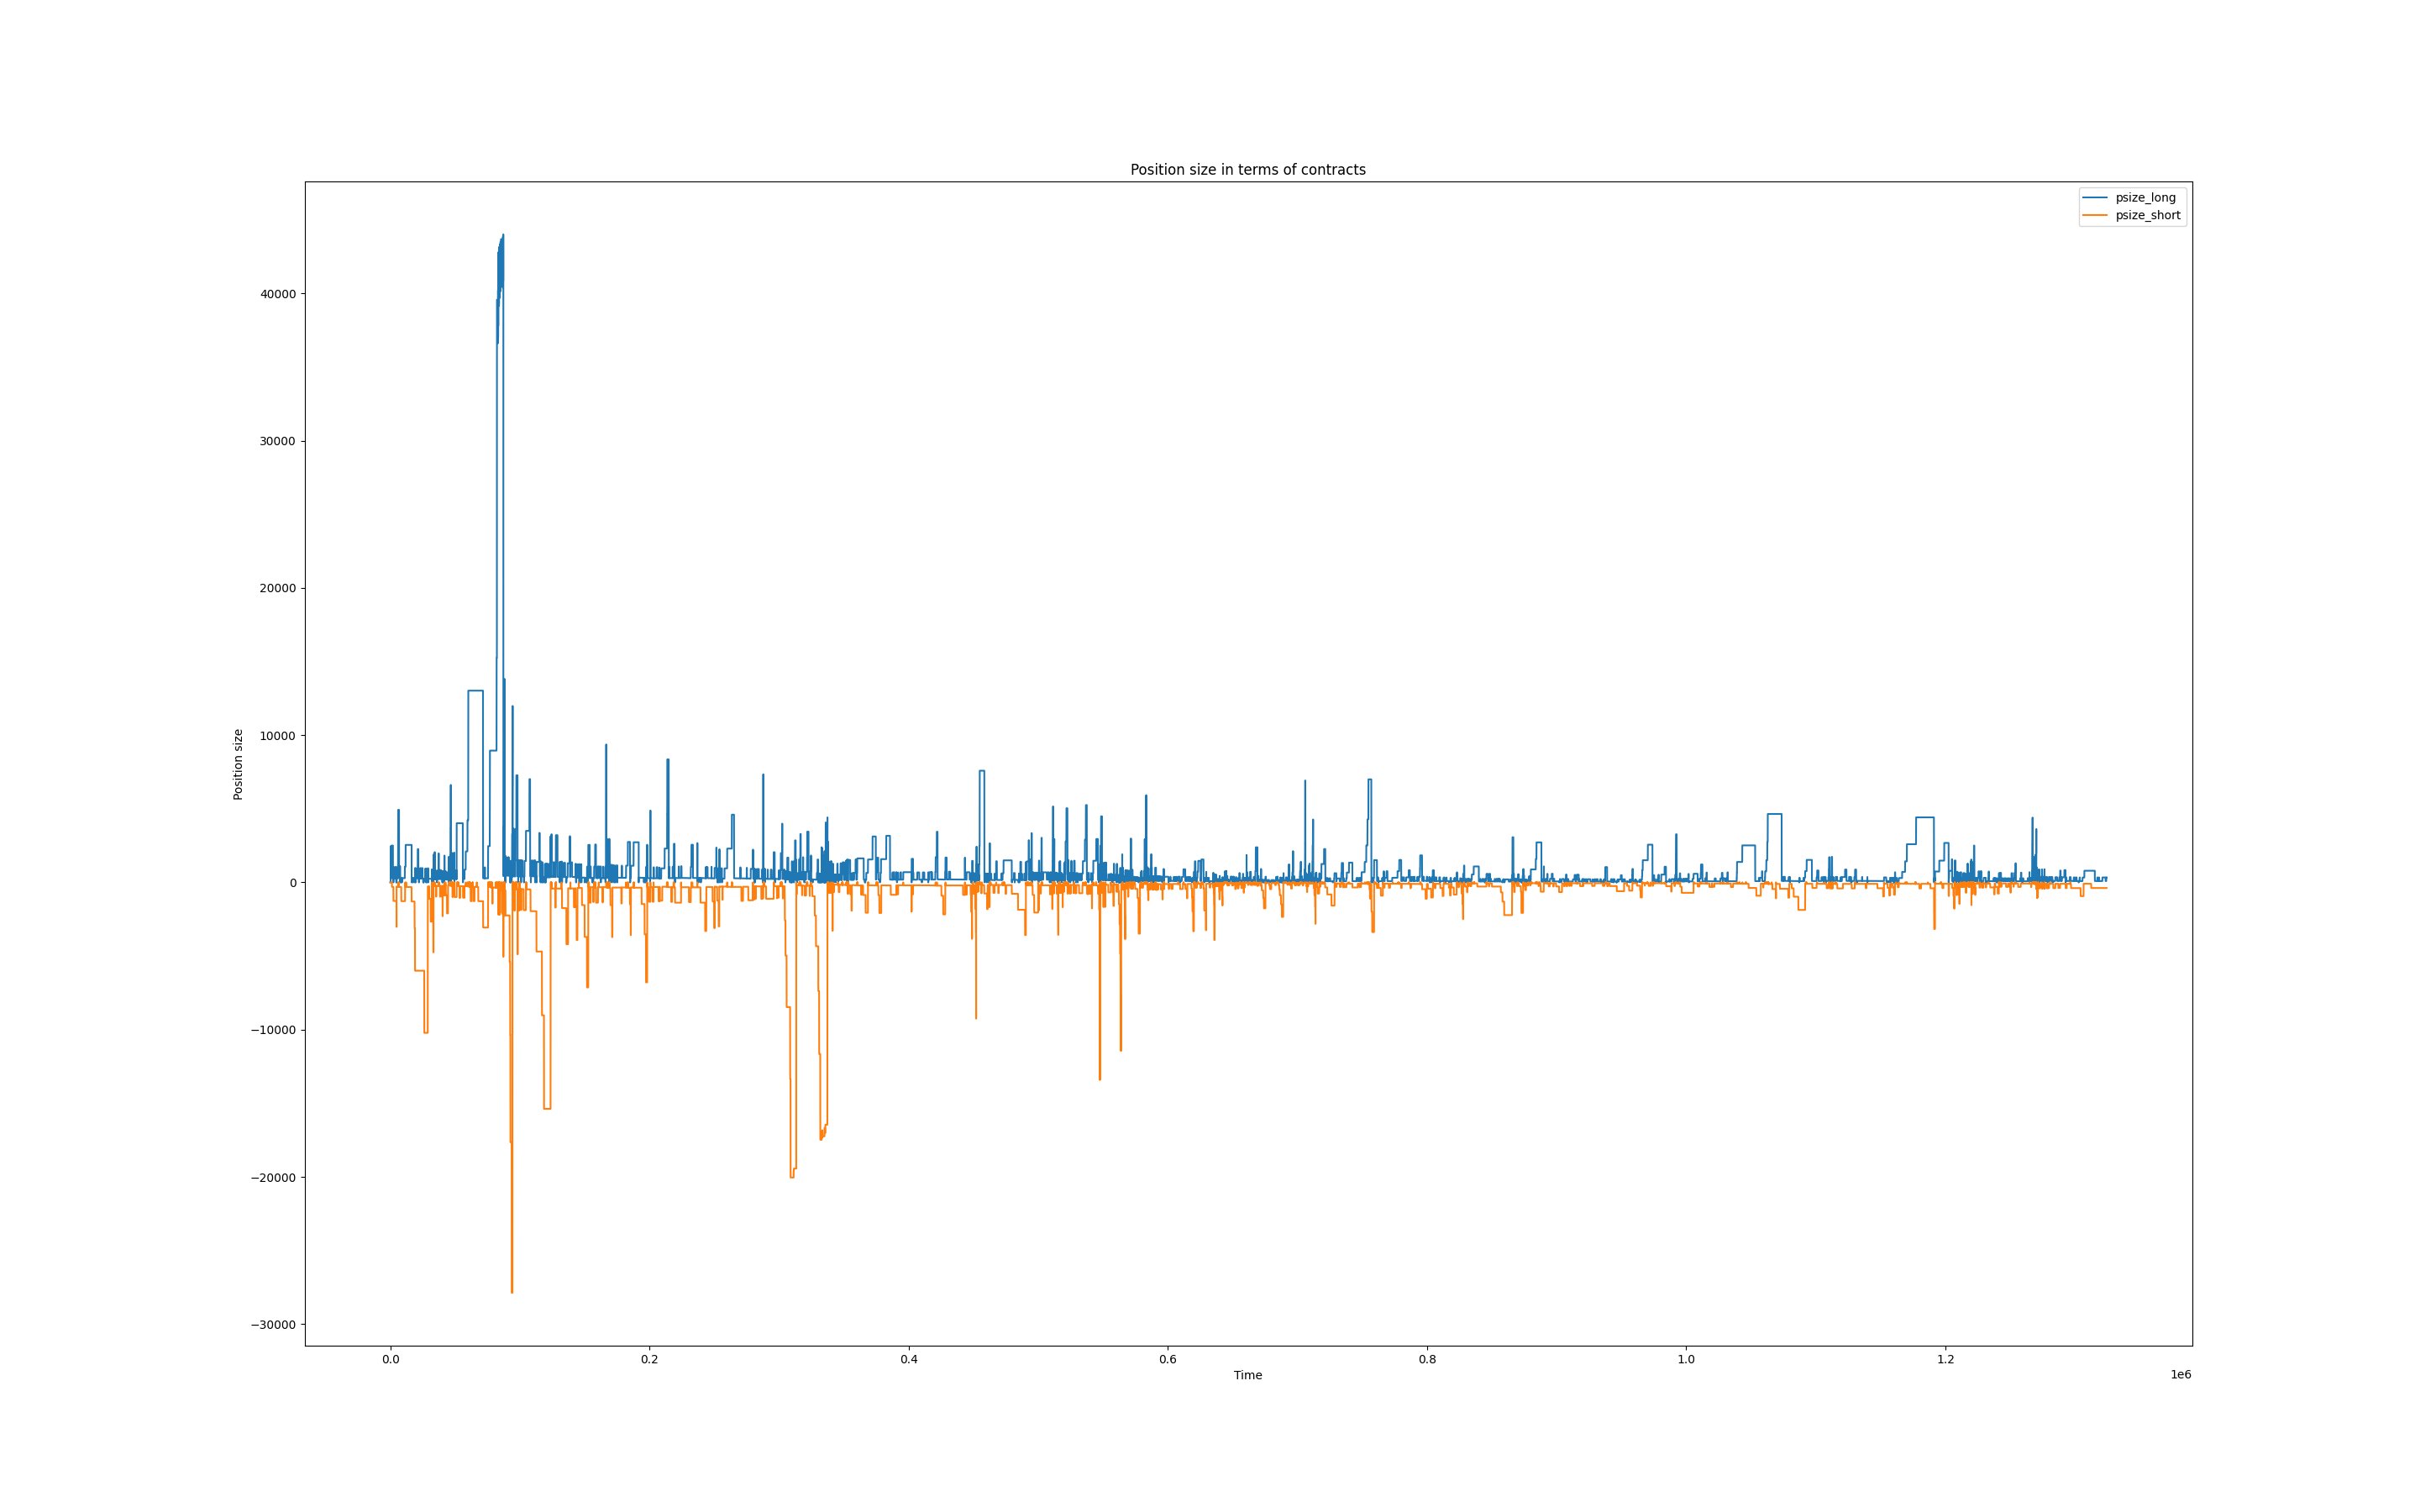 Position size in terms of contracts
psize_long
psize_short
Position size
40000
30000
20000
10000
0
−10000
−20000
−30000
0.0 0.2 0.4 0.6 0.8 1.0 1.2
Time
1e6